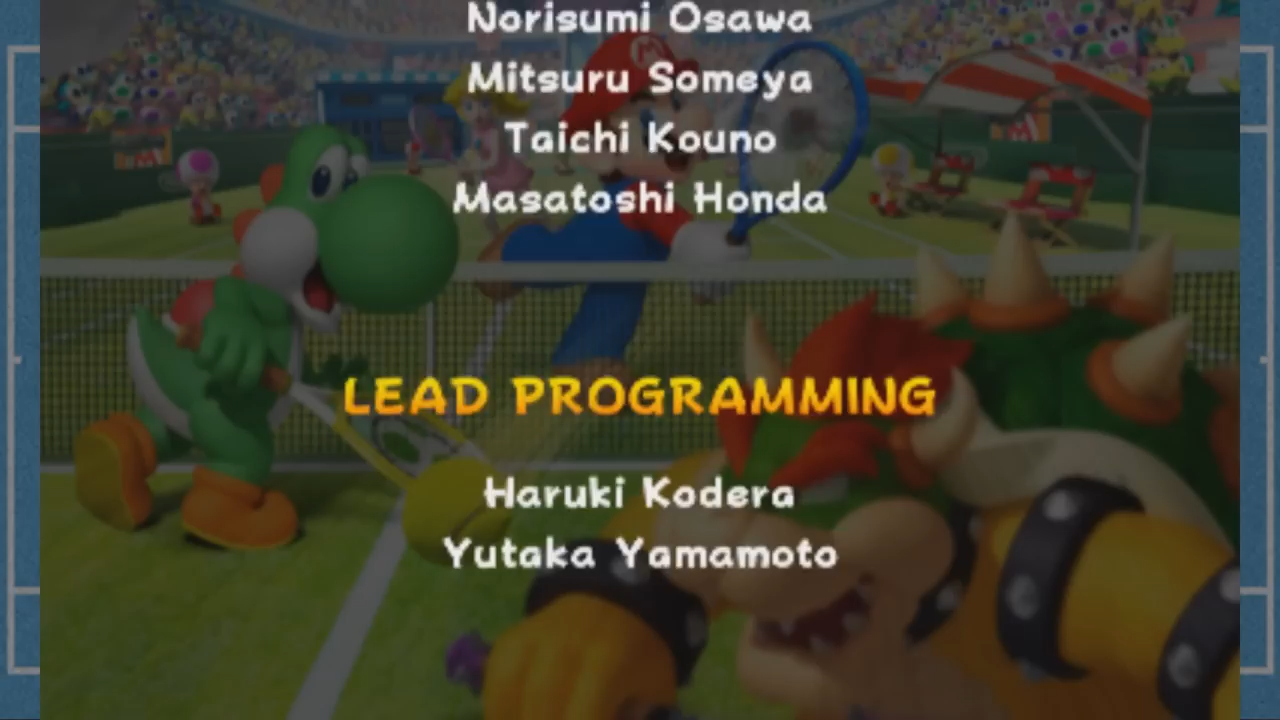 Norisumi Osawa
Mitsuru Someya
Taichi Kouno
Masatoshi Honda
LEAD PROGRAMMING
Haruki Kodera
Yutaka Yamamoto